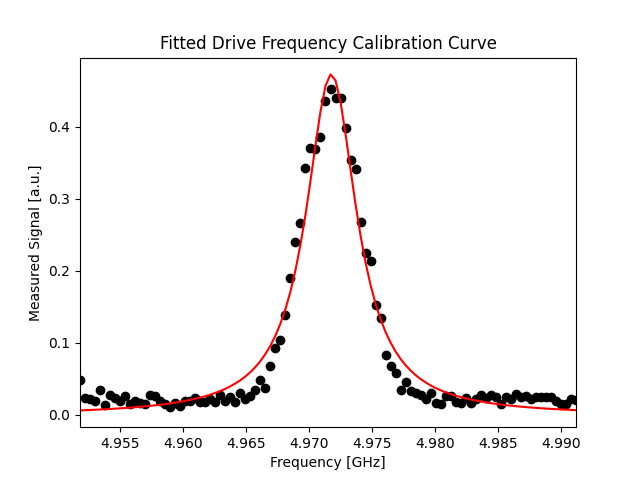 Fitted Drive Frequency Calibration Curve
Measured Signal [a.u.]
0.4
0.3
0.2
0.1
0.0
4.955 4.960 4.965 4.970 4.975 4.980 4.985 4.990
Frequency [GHz]